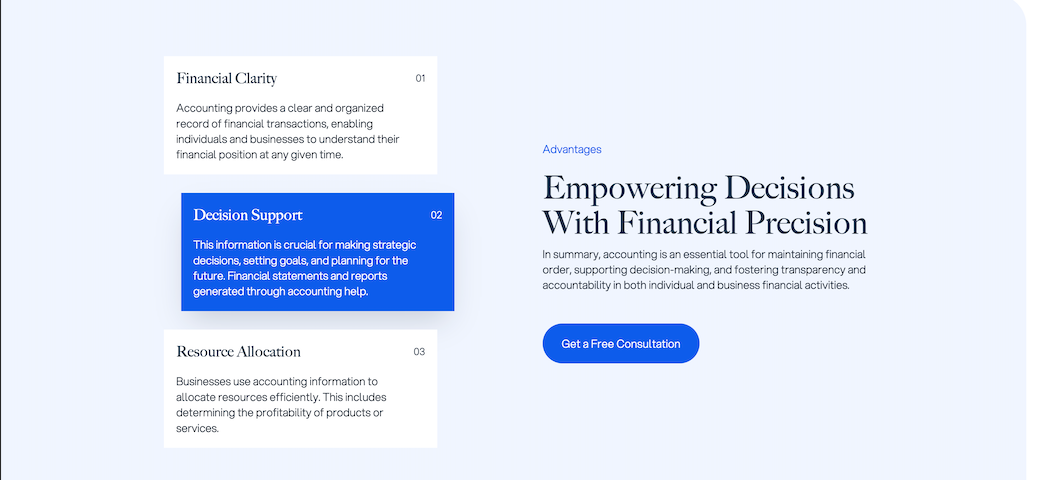 Financial Clarity
01
Accounting provides a clear and organized
record of financial transactions, enabling
individuals and businesses to understand their
financial position at any given time.
Decision Support
02
This information is crucial for making strategic
decisions, setting goals, and planning for the
future. Financial statements and reports
generated through accounting help.
Resource Allocation
03
Businesses use accounting information to
allocate resources efficiently. This includes
determining the profitability of products or
services.
Advantages
Empowering Decisions
With Financial Precision
In summary, accounting is an essential tool for maintaining financial
order, supporting decision-making, and fostering transparency and
accountability in both individual and business financial activities.
Get a Free Consultation